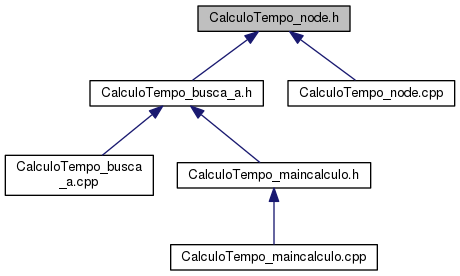 CalculoTempo_node.h
CalculoTempo_busca_a.h
CalculoTempo_node.cpp
CalculoTempo_busca
_a.cpp
CalculoTempo_maincalculo.h
CalculoTempo_maincalculo.cpp